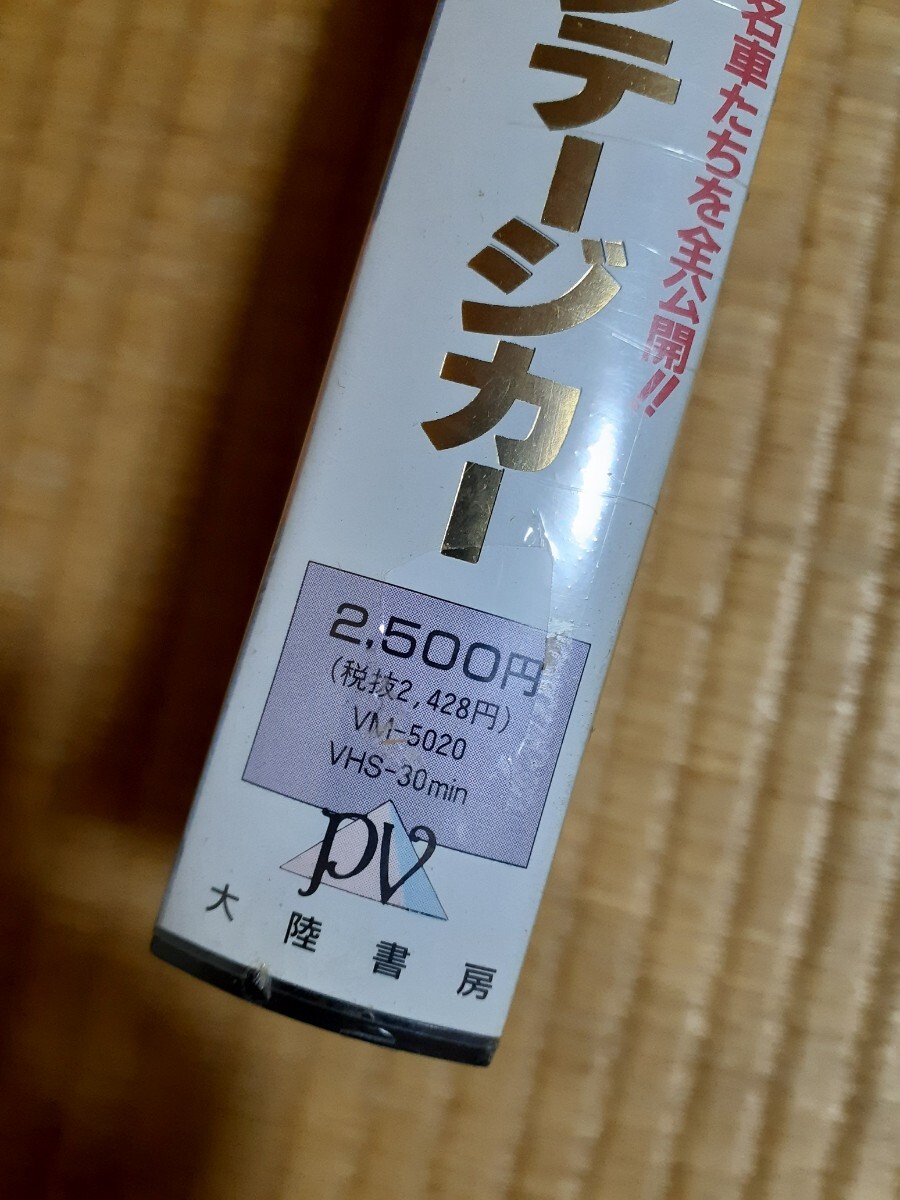 名車たちを全公開!!
ンテージカー
2,500円
(税抜2,428円)
VM-5020
VHS-30min
pv
大陸書房